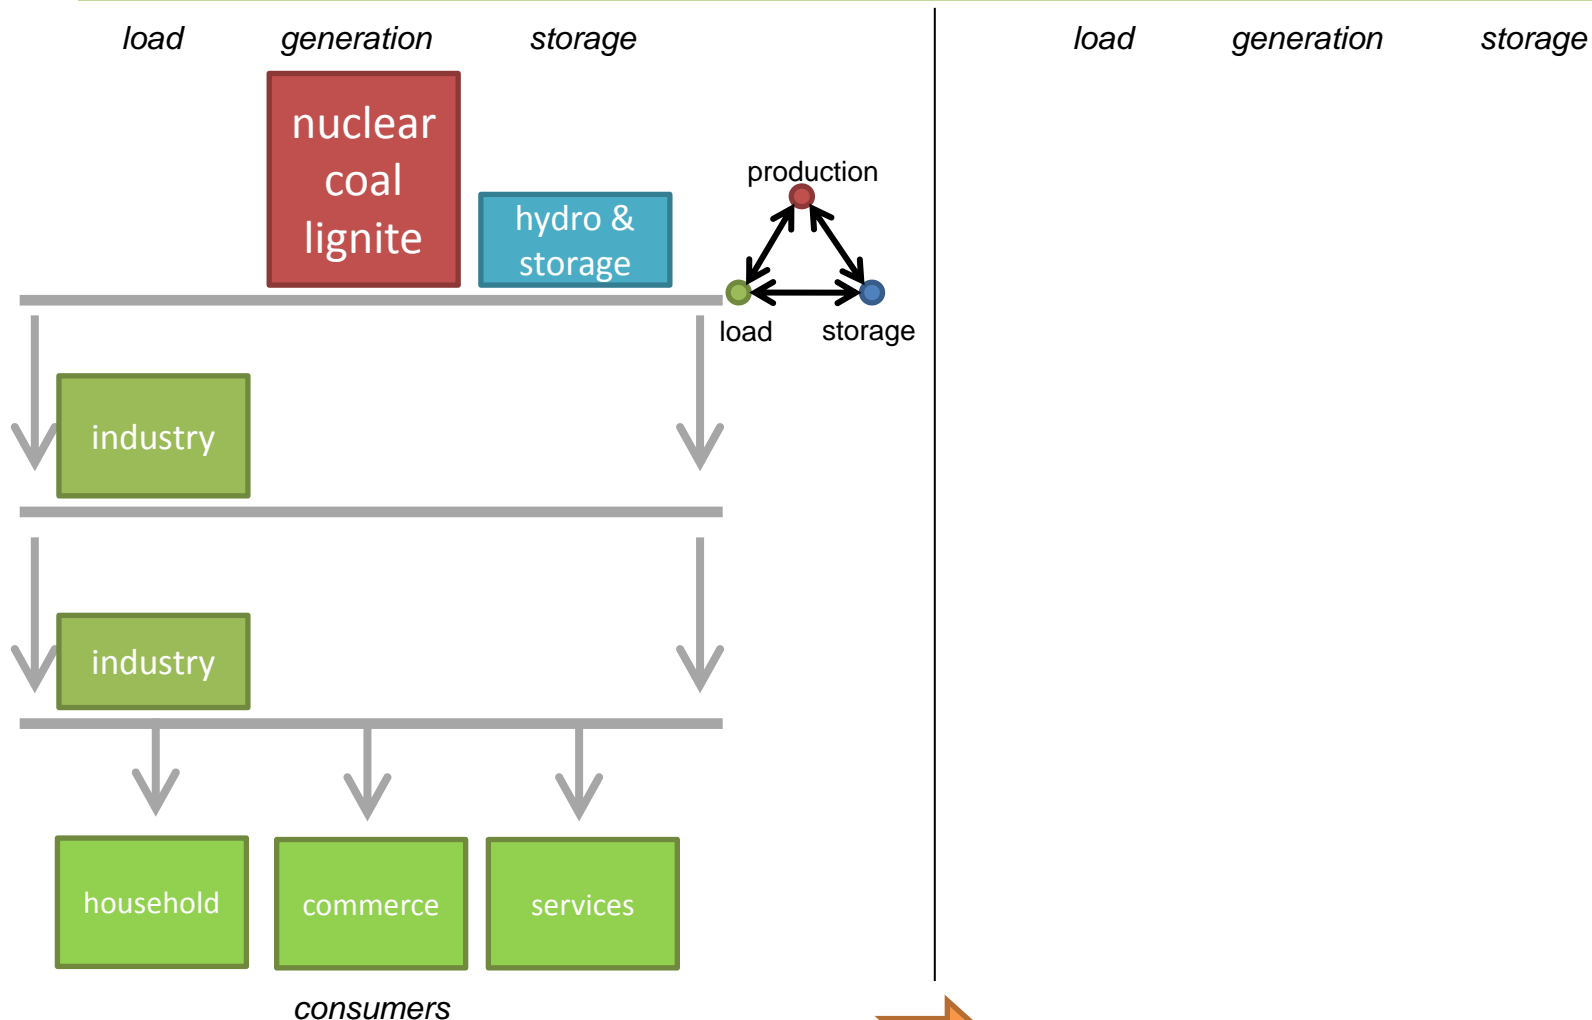 load generation storage
load generation storage
nuclear
coal
lignite
hydro &
storage
production
load storage
industry
industry
household
commerce
services
consumers